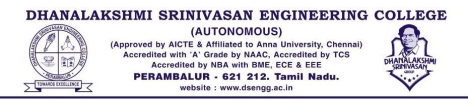 DHANALAKSHMI SRINIVASAN ENGINEERING COLLEGE
(AUTONOMOUS)
(Approved by AICTE & Affiliated to Anna University, Chennai)
Accredited with 'A' Grade by NAAC, Accredited by TCS
Accredited by NBA with BME, ECE & EEE
PERAMBALUR - 621 212. Tamil Nadu.
website : www.dsengg.ac.in
PERAMBALUR
TOWARDS EXCELLENCE
DHANALAKSHMI
SRINIVASAN
GROUP